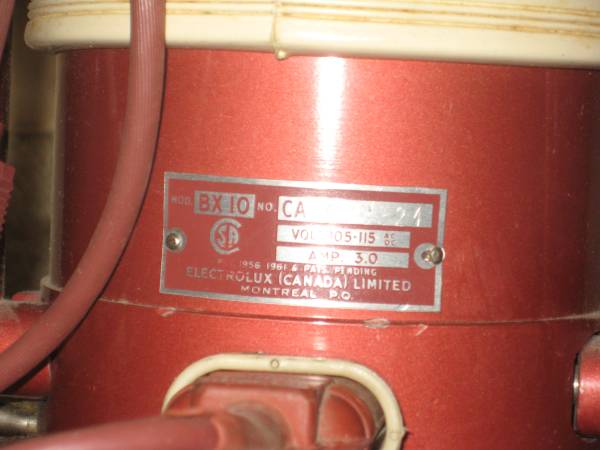 MOD. BX 10 NO. CA 21
VOL 105-115 AC DC
AMP. 3.0
1956 1961 & PATS. PENDING
ELECTROLUX (CANADA) LIMITED
MONTREAL P.Q.